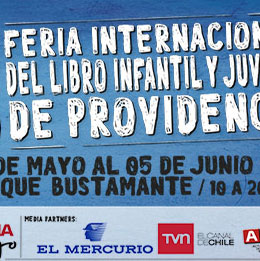 FERIA INTERNACION
DEL LIBRO INFANTIL Y JUV
DE PROVIDENC
DE MAYO AL 05 DE JUNIO
QUE BUSTAMANTE / 10 A 2
MEDIA PARTNERS:
EL MERCURIO
TVN
EL CANAL
DE CHILE